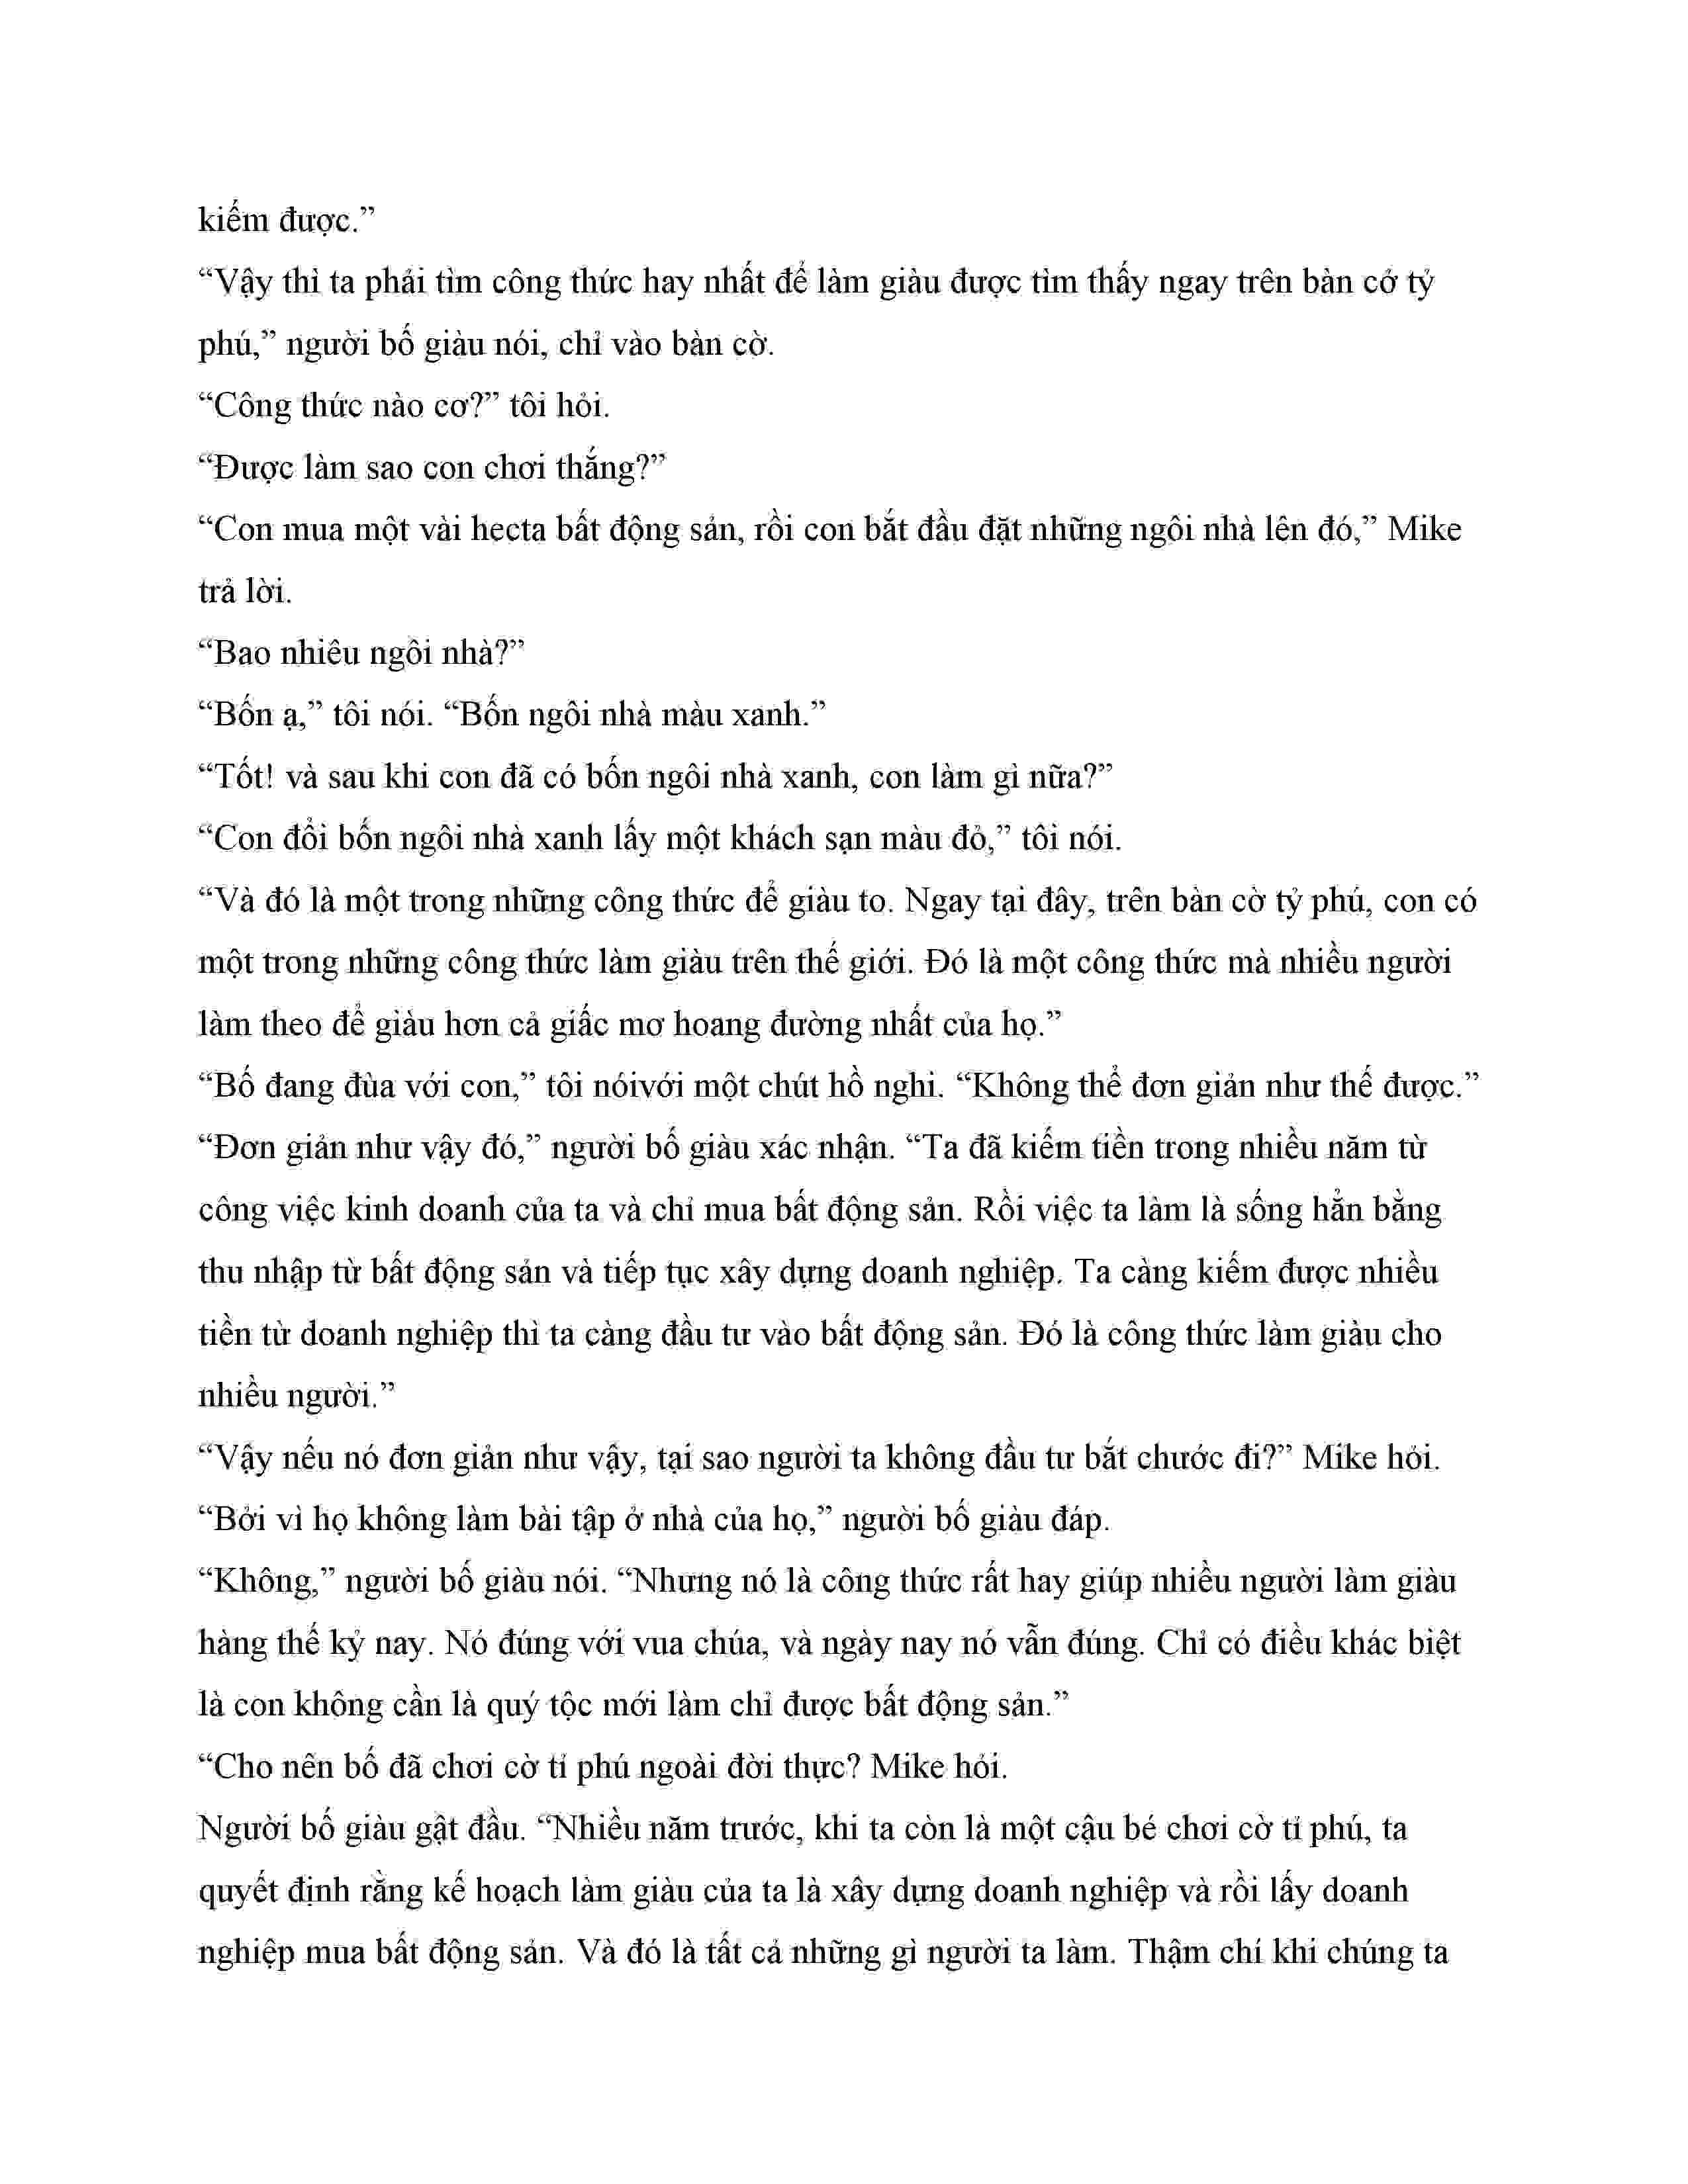 kiếm được.”
“Vậy thì ta phải tìm công thức hay nhất để làm giàu được tìm thấy ngay trên bàn cở tỷ
phú,” người bố giàu nói, chỉ vào bàn cờ.
“Công thức nào cơ?” tôi hỏi.
“Được làm sao con chơi thắng?”
“Con mua một vài hecta bất động sản, rồi con bắt đầu đặt những ngôi nhà lên đó,” Mike
trả lời.
“Bao nhiêu ngôi nhà?”
“Bốn ạ,” tôi nói. “Bốn ngôi nhà màu xanh.”
“Tốt! và sau khi con đã có bốn ngôi nhà xanh, con làm gì nữa?”
“Con đổi bốn ngôi nhà xanh lấy một khách sạn màu đỏ,” tôi nói.
“Và đó là một trong những công thức để giàu to. Ngay tại đây, trên bàn cờ tỷ phú, con có
một trong những công thức làm giàu trên thế giới. Đó là một công thức mà nhiều người
làm theo để giàu hơn cả giấc mơ hoang đường nhất của họ.”
“Bố đang đùa với con,” tôi nóivới một chút hồ nghi. “Không thể đơn giản như thế được.”
“Đơn giản như vậy đó,” người bố giàu xác nhận. “Ta đã kiếm tiền trong nhiều năm từ
công việc kinh doanh của ta và chỉ mua bất động sản. Rồi việc ta làm là sống hẳn bằng
thu nhập từ bất động sản và tiếp tục xây dựng doanh nghiệp. Ta càng kiếm được nhiều
tiền từ doanh nghiệp thì ta càng đầu tư vào bất động sản. Đó là công thức làm giàu cho
nhiều người.”
“Vậy nếu nó đơn giản như vậy, tại sao người ta không đầu tư bắt chước đi?” Mike hỏi.
“Bởi vì họ không làm bài tập ở nhà của họ,” người bố giàu đáp.
“Không,” người bố giàu nói. “Nhưng nó là công thức rất hay giúp nhiều người làm giàu
hàng thế kỷ nay. Nó đúng với vua chúa, và ngày nay nó vẫn đúng. Chỉ có điều khác biệt
là con không cần là quý tộc mới làm chỉ được bất động sản.”
“Cho nên bố đã chơi cờ tỉ phú ngoài đời thực? Mike hỏi.
Người bố giàu gật đầu. “Nhiều năm trước, khi ta còn là một cậu bé chơi cờ tỉ phú, ta
quyết định rằng kế hoạch làm giàu của ta là xây dựng doanh nghiệp và rồi lấy doanh
nghiệp mua bất động sản. Và đó là tất cả những gì người ta làm. Thậm chí khi chúng ta